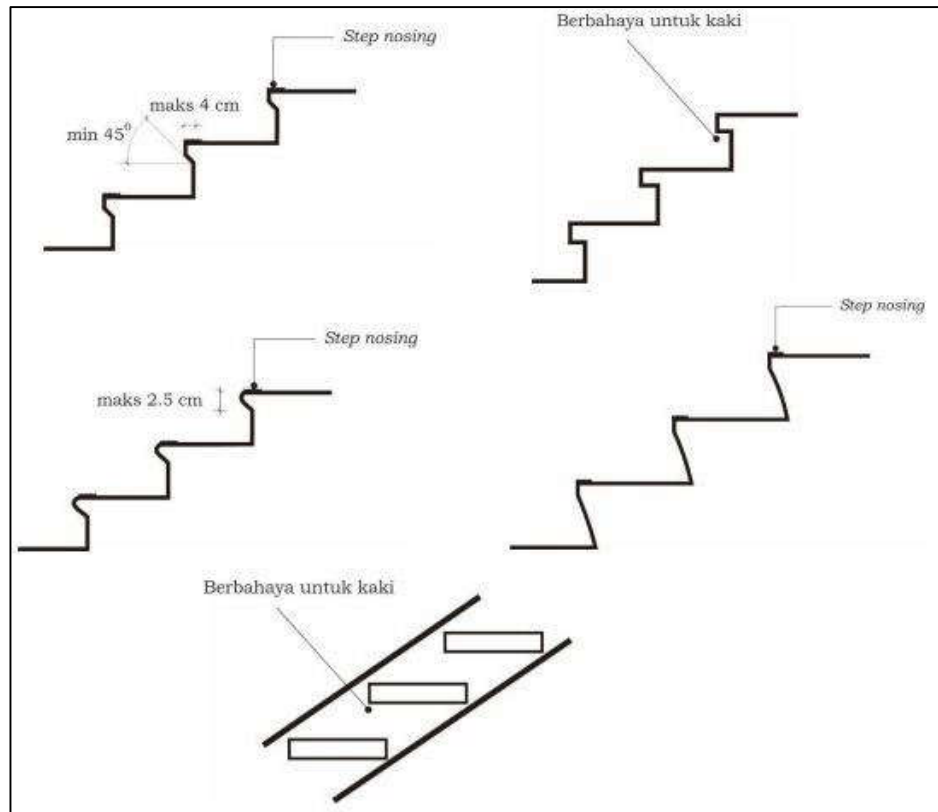 Step nosing
Berbahaya untuk kaki
maks 4 cm
min 45⁰
Step nosing
Step nosing
maks 2.5 cm
Berbahaya untuk kaki